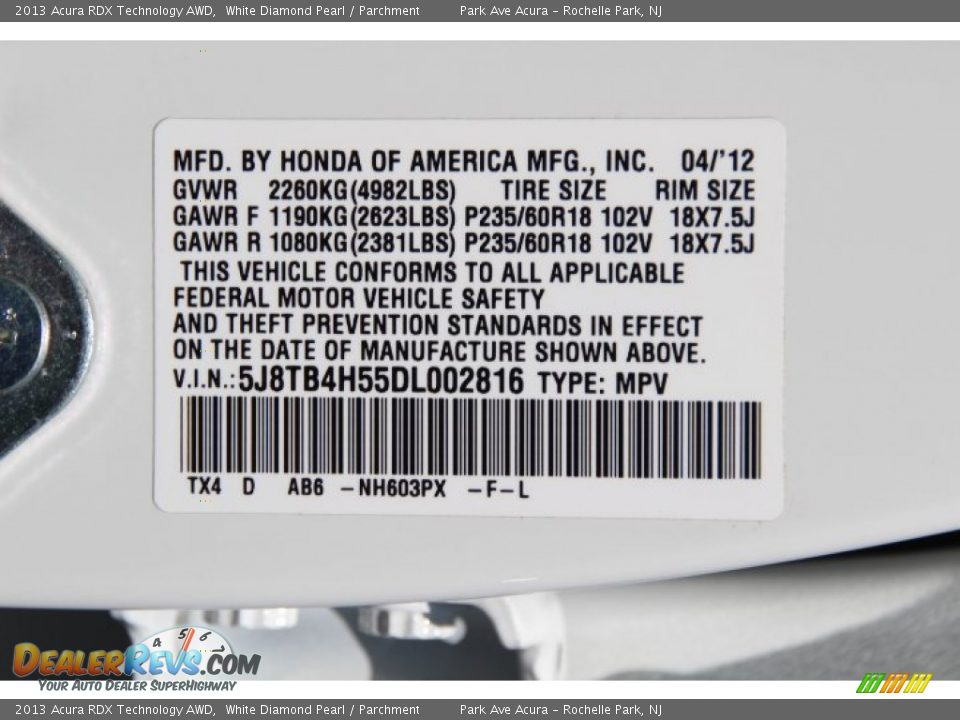 2013 Acura RDX Technology AWD, White Diamond Pearl / Parchment Park Ave Acura - Rochelle Park, NJ
MFD. BY HONDA OF AMERICA MFG., INC. 04/'12
GVWR 2260KG(4982LBS) TIRE SIZE RIM SIZE
GAWR F 1190KG(2623LBS) P235/60R18 102V 18X7.5J
GAWR R 1080KG(2381LBS) P235/60R18 102V 18X7.5J
THIS VEHICLE CONFORMS TO ALL APPLICABLE
FEDERAL MOTOR VEHICLE SAFETY
AND THEFT PREVENTION STANDARDS IN EFFECT
ON THE DATE OF MANUFACTURE SHOWN ABOVE.
V.I.N.: 5J8TB4H55DL002816 TYPE: MPV
TX4 D AB6 -NH603PX -F-L
4 5 6
DealerRevs.com
Your Auto Dealer SuperHighway
2013 Acura RDX Technology AWD, White Diamond Pearl / Parchment Park Ave Acura - Rochelle Park, NJ